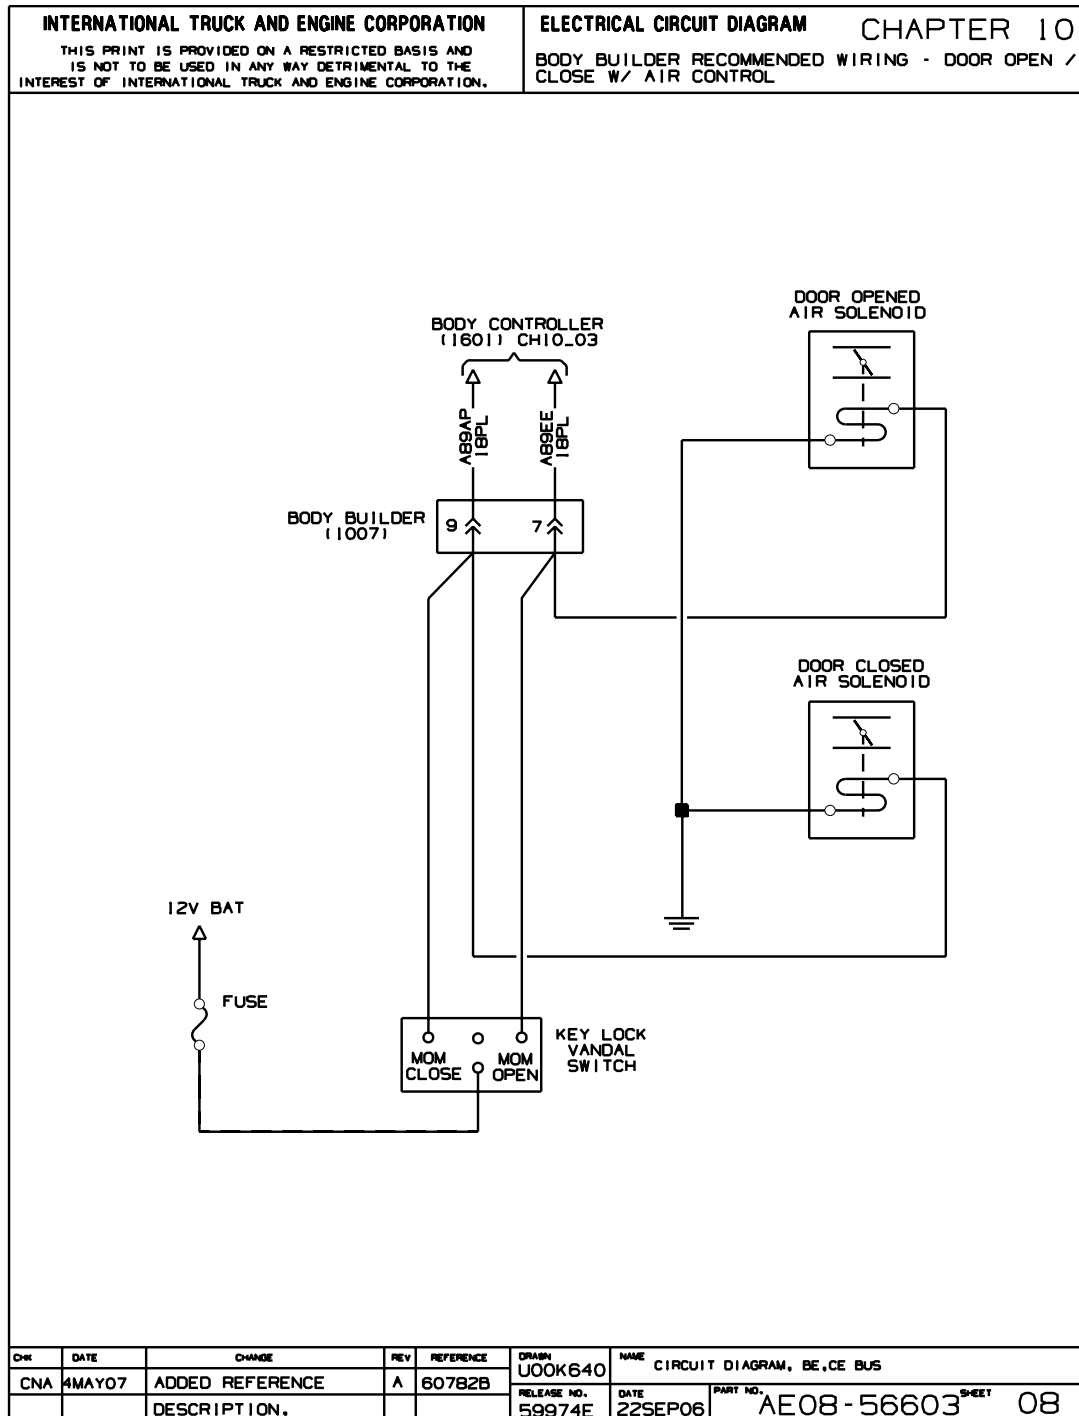 INTERNATIONAL TRUCK AND ENGINE CORPORATION
THIS PRINT IS PROVIDED ON A RESTRICTED BASIS AND
IS NOT TO BE USED IN ANY WAY DETRIMENTAL TO THE
INTEREST OF INTERNATIONAL TRUCK AND ENGINE CORPORATION.
ELECTRICAL CIRCUIT DIAGRAM CHAPTER 10
BODY BUILDER RECOMMENDED WIRING - DOOR OPEN /
CLOSE W/ AIR CONTROL
DOOR OPENED
AIR SOLENOID
BODY CONTROLLER
(1601) CH10_03
A89AP
18PL
A89EE
18PL
BODY BUILDER
(1007)
9
7
DOOR CLOSED
AIR SOLENOID
12V BAT
FUSE
MOM
CLOSE
MOM
OPEN
KEY LOCK
VANDAL
SWITCH
CHK DATE CHANGE REV REFERENCE
CNA 4MAY07 ADDED REFERENCE A 60782B
DESCRIPTION.
DRAWN
U00K640
NAME CIRCUIT DIAGRAM, BE,CE BUS
RELEASE NO.
59974E
DATE
22SEP06
PART NO. AE08-56603 SHEET 08